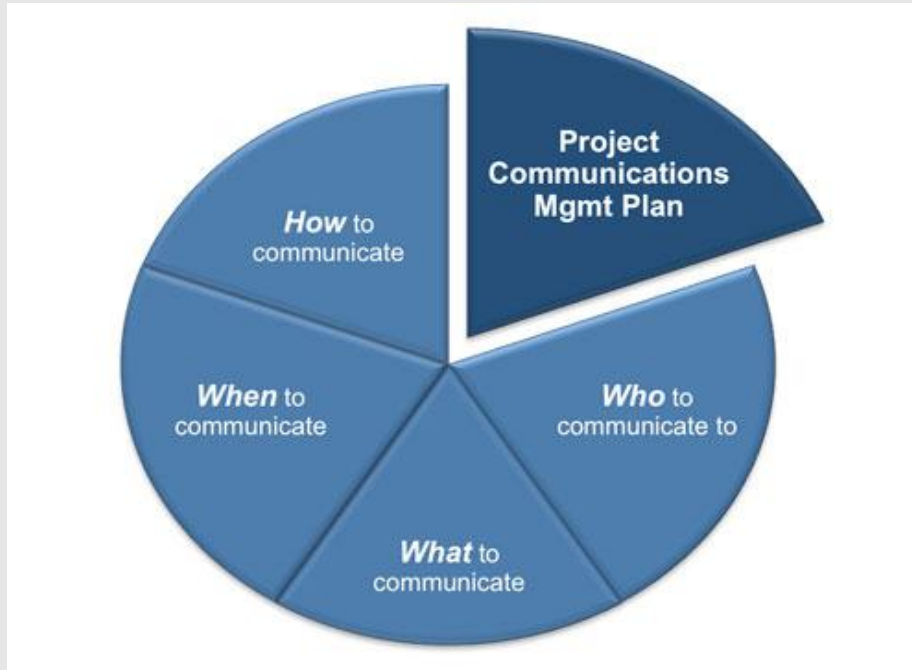 Project
Communications
Mgmt Plan
How to
communicate
Who to
communicate to
When to
communicate
What to
communicate